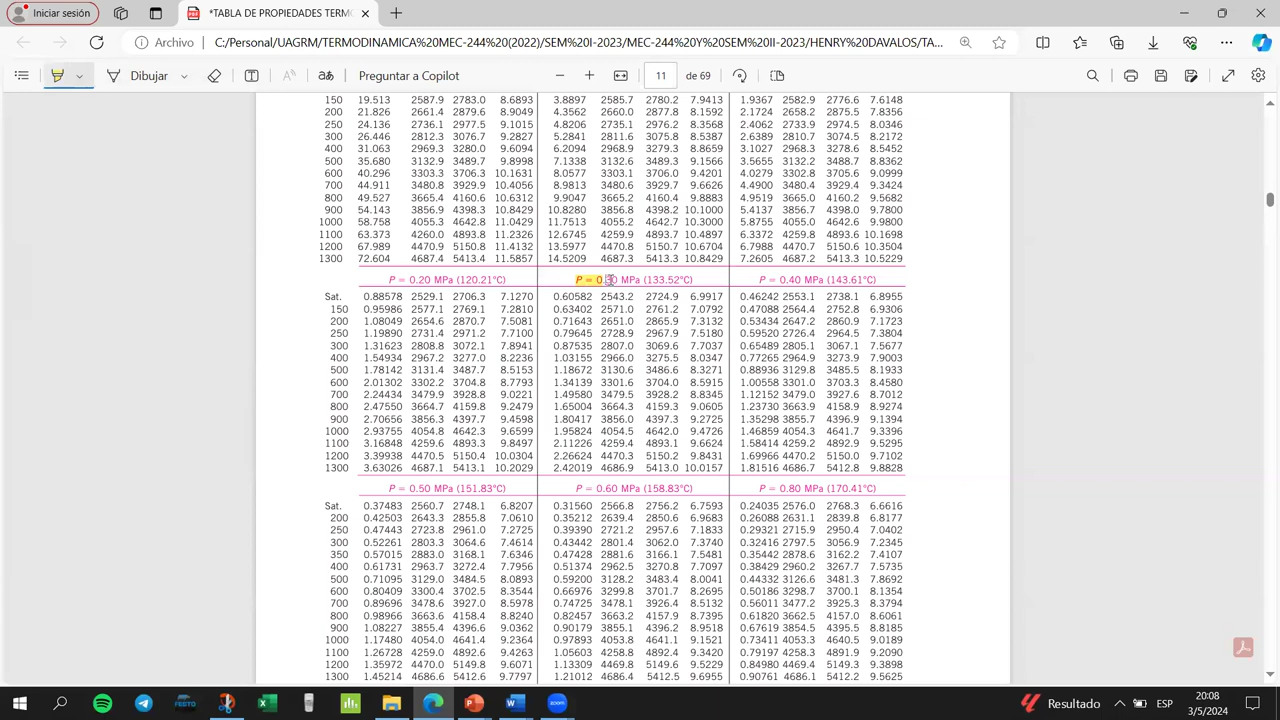 Iniciar sesión
*TABLA DE PROPIEDADES TERMO
Archivo
C:/Personal/UAGRM/TERMODINAMICA%20MEC-244%20(2022)/SEM%20I-2023/MEC-244%20Y%20SEM%20II-2023/HENRY%20DAVALOS/TA...
Dibujar
Preguntar a Copilot
11 de 69
150 19.513 2587.9 2783.0 8.6893 3.8897 2585.7 2780.2 7.9413 1.9367 2582.9 2776.6 7.6148
200 21.826 2661.4 2879.6 8.9049 4.3562 2660.0 2877.8 8.1592 2.1724 2658.2 2875.5 7.8356
250 24.136 2736.1 2977.5 9.1015 4.8206 2735.1 2976.2 8.3568 2.4062 2733.9 2974.5 8.0346
300 26.446 2812.3 3076.7 9.2827 5.2841 2811.6 3075.8 8.5387 2.6389 2810.7 3074.5 8.2172
400 31.063 2969.3 3280.0 9.6094 6.2094 2968.9 3279.3 8.8659 3.1027 2968.3 3278.6 8.5452
500 35.680 3132.9 3489.7 9.8998 7.1338 3132.6 3489.3 9.1566 3.5655 3132.2 3488.7 8.8362
600 40.296 3303.3 3706.3 10.1631 8.0577 3303.1 3706.0 9.4201 4.0279 3302.8 3705.6 9.0999
700 44.911 3480.8 3929.9 10.4056 8.9813 3480.6 3929.7 9.6626 4.4900 3480.4 3929.4 9.3424
800 49.527 3665.4 4160.6 10.6312 9.9047 3665.2 4160.4 9.8883 4.9519 3665.0 4160.2 9.5682
900 54.143 3856.9 4398.3 10.8429 10.8280 3856.8 4398.2 10.1000 5.4137 3856.7 4398.0 9.7800
1000 58.758 4055.3 4642.8 11.0429 11.7513 4055.2 4642.7 10.3000 5.8755 4055.0 4642.6 9.9800
1100 63.373 4260.0 4893.8 11.2326 12.6745 4259.9 4893.7 10.4897 6.3372 4259.8 4893.6 10.1698
1200 67.989 4470.9 5150.8 11.4132 13.5977 4470.8 5150.7 10.6704 6.7988 4470.7 5150.6 10.3504
1300 72.604 4687.4 5413.4 11.5857 14.5209 4687.3 5413.3 10.8429 7.2605 4687.2 5413.1 10.5229
P = 0.20 MPa (120.21°C) P = 0.30 MPa (133.52°C) P = 0.40 MPa (143.61°C)
Sat. 0.88578 2529.1 2706.3 7.1270 0.60582 2543.2 2724.9 6.9917 0.46242 2553.1 2738.1 6.8955
150 0.95986 2577.1 2769.1 7.2810 0.63402 2571.0 2761.2 7.0792 0.47088 2564.4 2752.8 6.9306
200 1.08049 2654.6 2870.7 7.5081 0.71643 2651.0 2865.9 7.3132 0.53434 2647.2 2860.9 7.1723
250 1.19890 2731.4 2971.2 7.7100 0.79645 2728.9 2967.9 7.5180 0.59520 2726.4 2964.5 7.3804
300 1.31623 2808.8 3072.1 7.8941 0.87535 2807.0 3069.6 7.7037 0.65489 2805.1 3067.1 7.5677
400 1.54934 2967.2 3277.0 8.2236 1.03155 2966.0 3275.5 8.0347 0.77265 2964.9 3273.9 7.9003
500 1.78142 3131.4 3487.7 8.5153 1.18672 3130.6 3486.6 8.3271 0.88936 3129.8 3485.5 8.1933
600 2.01302 3302.2 3704.8 8.7793 1.34139 3301.6 3704.0 8.5915 1.00558 3301.0 3703.3 8.4580
700 2.24434 3479.9 3928.8 9.0221 1.49580 3479.5 3928.2 8.8345 1.12152 3479.0 3927.6 8.7012
800 2.47550 3664.7 4159.8 9.2479 1.65004 3664.3 4159.3 9.0605 1.23730 3663.9 4158.9 8.9274
900 2.70656 3856.3 4397.7 9.4598 1.80417 3856.0 4397.3 9.2725 1.35298 3855.7 4396.9 9.1394
1000 2.93755 4054.8 4642.3 9.6599 1.95824 4054.5 4642.0 9.4726 1.46859 4054.3 4641.7 9.3396
1100 3.16848 4259.6 4893.3 9.8497 2.11226 4259.4 4893.1 9.6624 1.58414 4259.2 4892.9 9.5295
1200 3.39938 4470.5 5150.4 10.0304 2.26624 4470.3 5150.2 9.8431 1.69966 4470.2 5150.0 9.7102
1300 3.63026 4687.1 5413.1 10.2029 2.42019 4686.9 5413.0 10.0157 1.81516 4686.7 5412.8 9.8828
P = 0.50 MPa (151.83°C) P = 0.60 MPa (158.83°C) P = 0.80 MPa (170.41°C)
Sat. 0.37483 2560.7 2748.1 6.8207 0.31560 2566.8 2756.2 6.7593 0.24035 2576.0 2768.3 6.6616
200 0.42503 2643.3 2855.8 7.0610 0.35212 2639.4 2850.6 6.9683 0.26088 2631.1 2839.8 6.8177
250 0.47443 2723.8 2961.0 7.2725 0.39390 2721.2 2957.6 7.1833 0.29321 2715.9 2950.4 7.0402
300 0.52261 2803.3 3064.6 7.4614 0.43442 2801.4 3062.0 7.3740 0.32416 2797.5 3056.9 7.2345
350 0.57015 2883.0 3168.1 7.6346 0.47428 2881.6 3166.1 7.5481 0.35442 2878.6 3162.2 7.4107
400 0.61731 2963.7 3272.4 7.7956 0.51374 2962.5 3270.8 7.7097 0.38429 2960.2 3267.7 7.5735
500 0.71095 3129.0 3484.5 8.0893 0.59200 3128.2 3483.4 8.0041 0.44332 3126.6 3481.3 7.8692
600 0.80409 3300.4 3702.5 8.3544 0.66976 3299.8 3701.7 8.2695 0.50186 3298.7 3700.1 8.1354
700 0.89696 3478.6 3927.0 8.5978 0.74725 3478.1 3926.4 8.5132 0.56011 3477.2 3925.3 8.3794
800 0.98966 3663.6 4158.4 8.8240 0.82457 3663.2 4157.9 8.7395 0.61820 3662.5 4157.0 8.6061
900 1.08227 3855.4 4396.6 9.0362 0.90179 3855.1 4396.2 8.9518 0.67619 3854.5 4395.5 8.8185
1000 1.17480 4054.0 4641.4 9.2364 0.97893 4053.8 4641.1 9.1521 0.73411 4053.3 4640.5 9.0189
1100 1.26728 4259.0 4892.6 9.4263 1.05603 4258.8 4892.4 9.3420 0.79197 4258.3 4891.9 9.2090
1200 1.35972 4470.0 5149.8 9.6071 1.13309 4469.8 5149.6 9.5229 0.84980 4469.4 5149.3 9.3898
1300 1.45214 4686.6 5412.6 9.7797 1.21012 4686.4 5412.5 9.6955 0.90761 4686.1 5412.2 9.5625
Resultado
ESP
20:08
3/5/2024